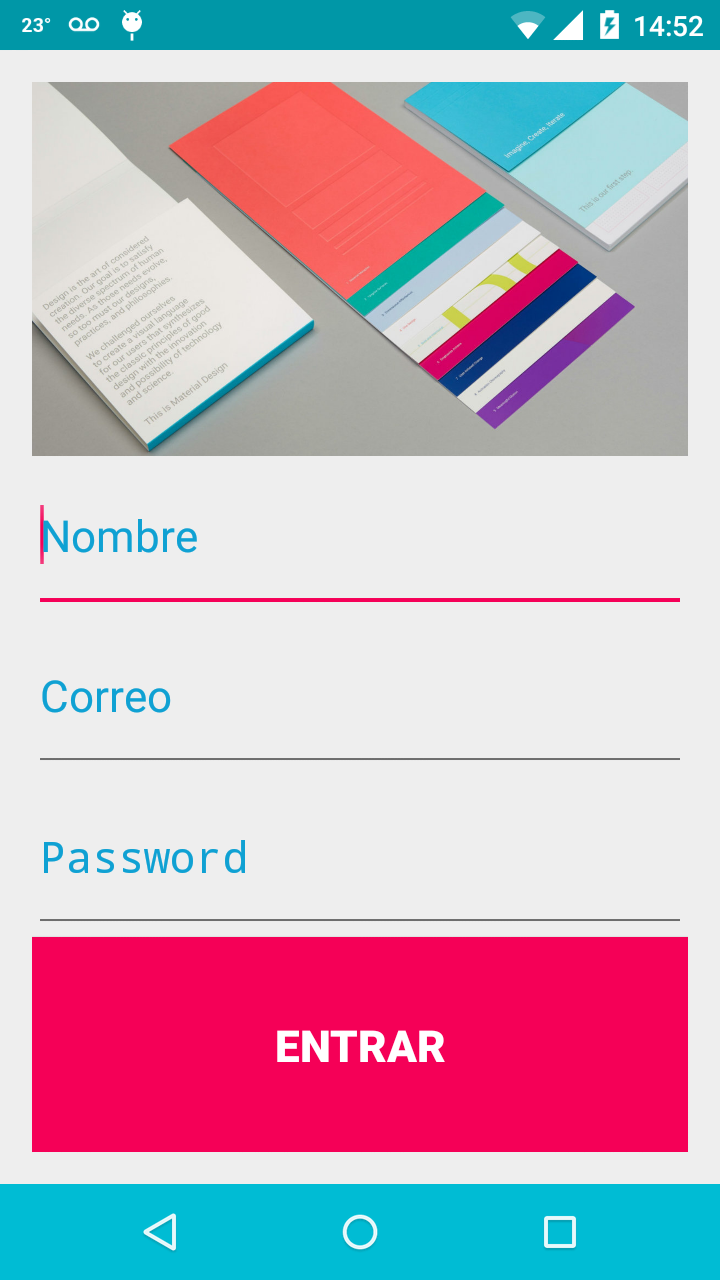 23°
14:52
Imagine, Create, Iterate
This is our first step.
Design is the art of considered
creation. Our goal is to satisfy
the diverse spectrum of human
needs. As those needs evolve,
so too must our designs,
practices, and philosophies.
We challenged ourselves
to create a visual language
for our users that synthesizes
the classic principles of good
design with the innovation
and possibility of technology
and science.
This is Material Design
Nombre
Correo
Password
ENTRAR